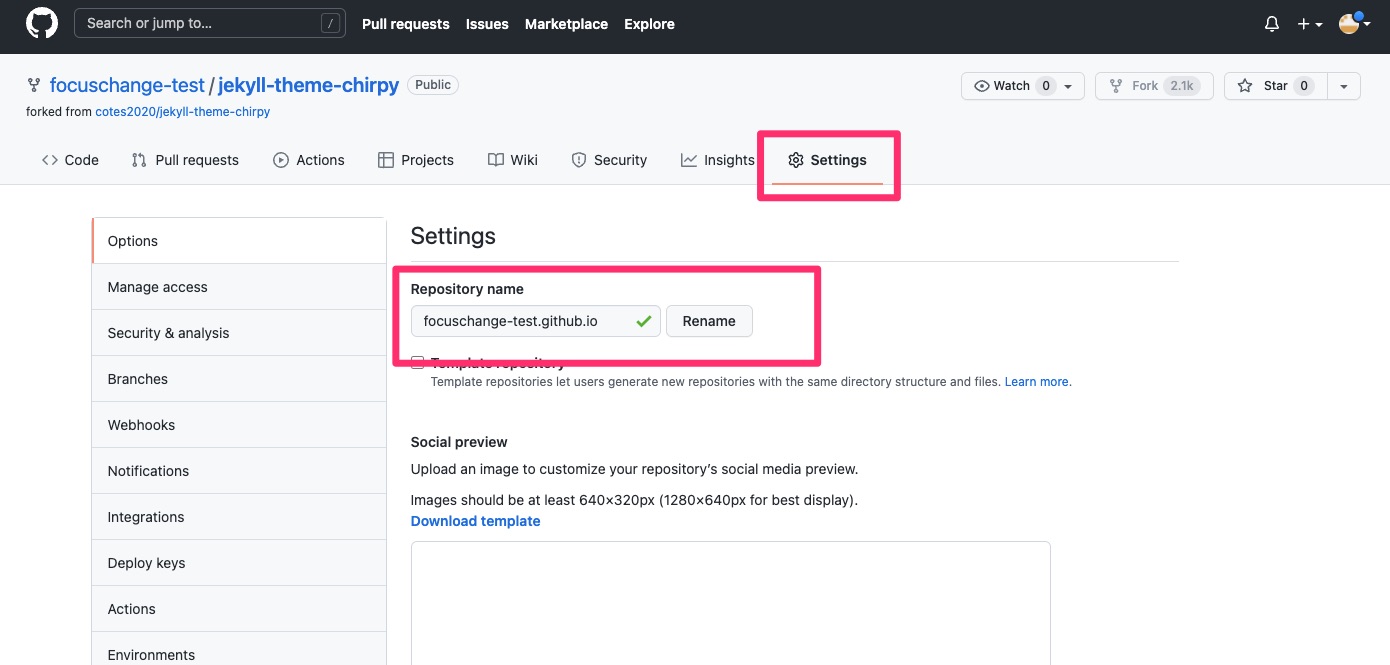 Search or jump to... / Pull requests Issues Marketplace Explore
focuschange-test / jekyll-theme-chirpy Public Watch 0 Fork 2.1k Star 0
forked from cotes2020/jekyll-theme-chirpy
Code Pull requests Actions Projects Wiki Security Insights Settings
Options
Manage access
Security & analysis
Branches
Webhooks
Notifications
Integrations
Deploy keys
Actions
Environments
Settings
Repository name
focuschange-test.github.io Rename
Template repository
Template repositories let users generate new repositories with the same directory structure and files. Learn more.
Social preview
Upload an image to customize your repository’s social media preview.
Images should be at least 640×320px (1280×640px for best display).
Download template